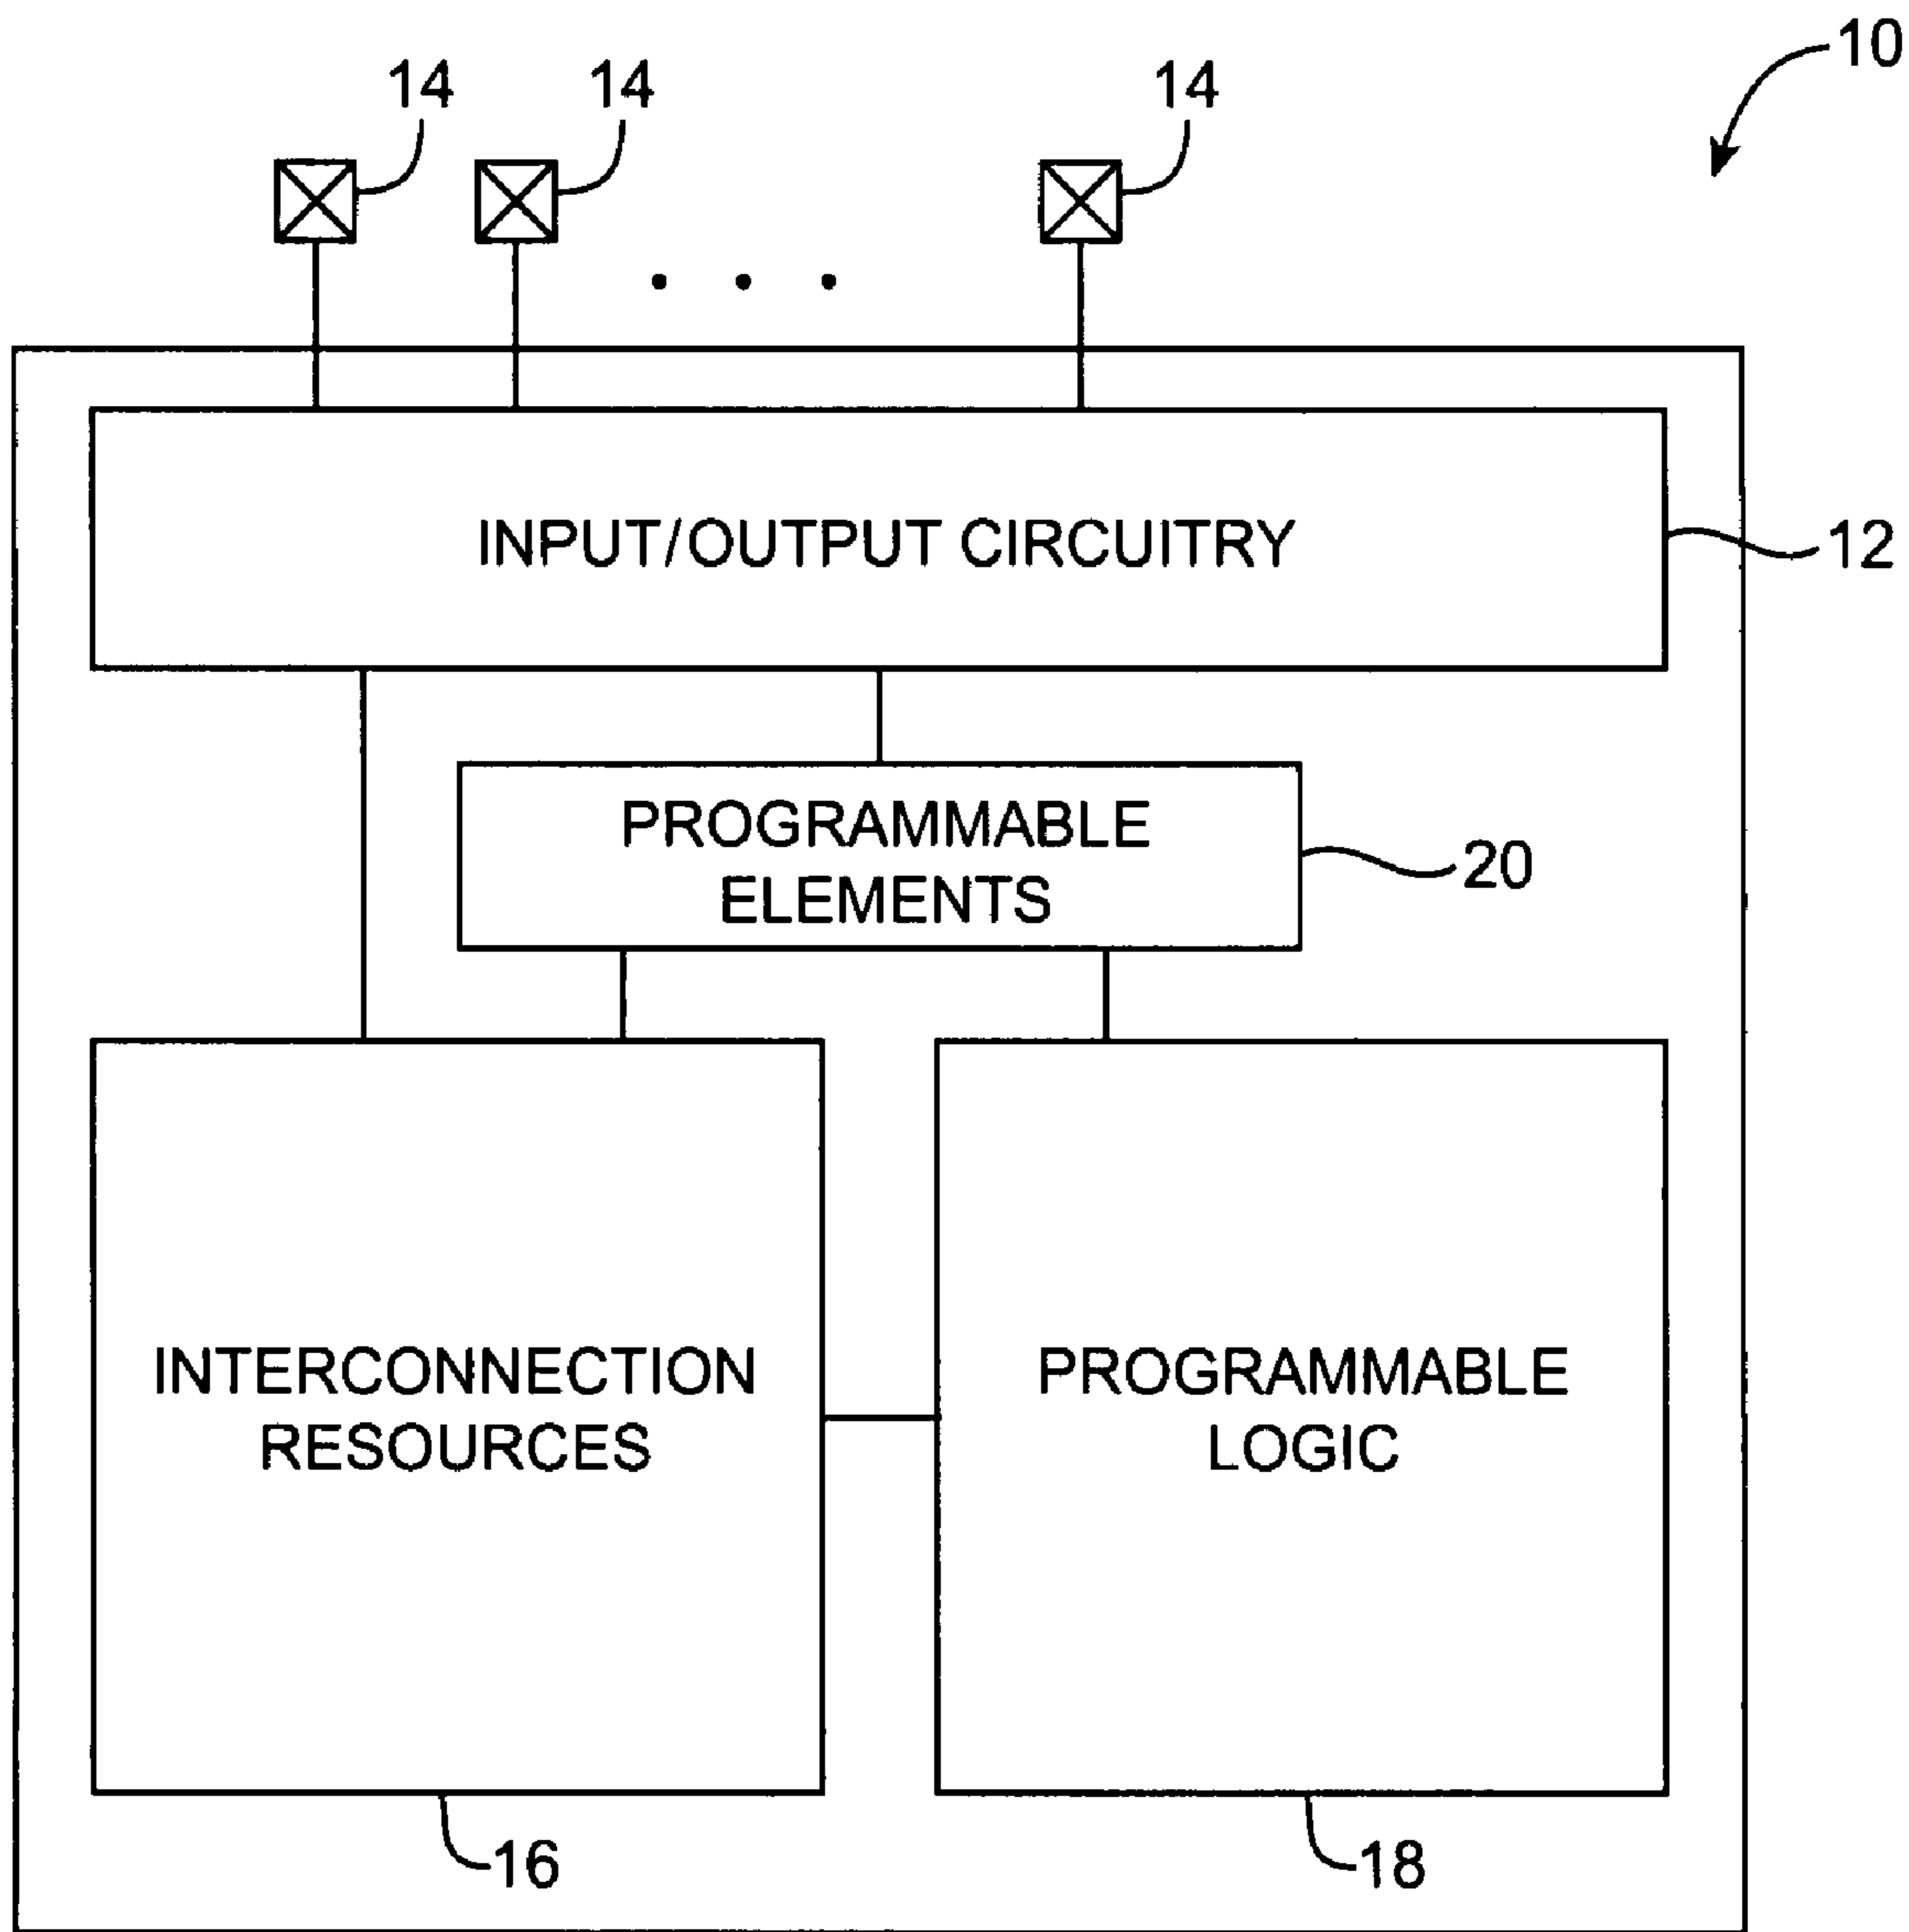 10
14 14 14
INPUT/OUTPUT CIRCUITRY
12
PROGRAMMABLE
ELEMENTS
20
INTERCONNECTION
RESOURCES
PROGRAMMABLE
LOGIC
16
18